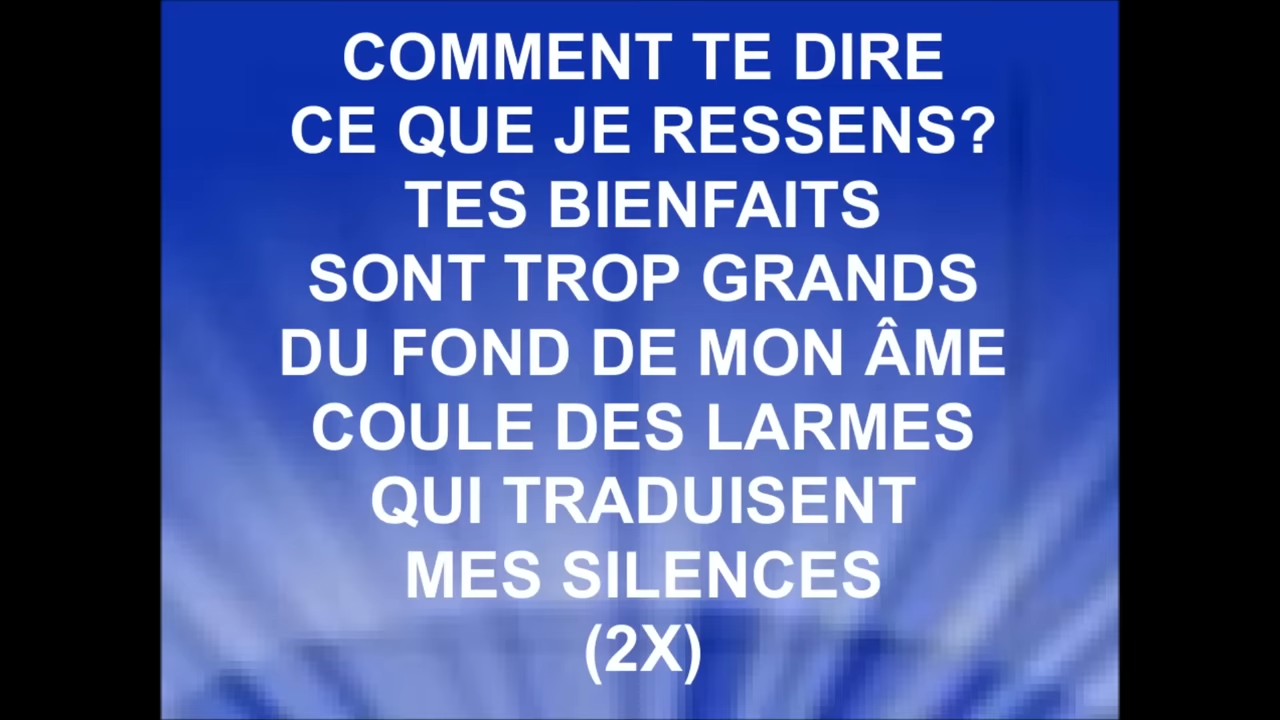 COMMENT TE DIRE
CE QUE JE RESSENS?
TES BIENFAITS
SONT TROP GRANDS
DU FOND DE MON ÂME
COULE DES LARMES
QUI TRADUISENT
MES SILENCES
(2X)